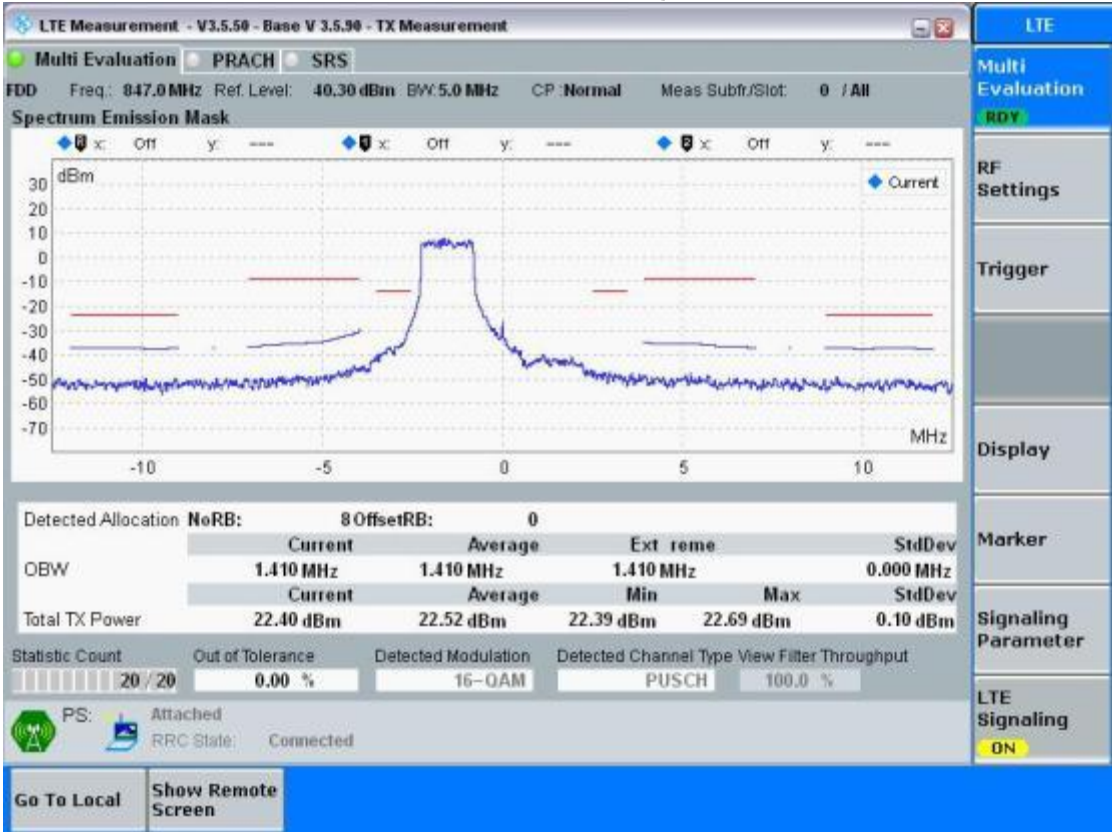 LTE Measurement - V3.5.50 - Base V 3.5.90 - TX Measurement
LTE
Multi Evaluation PRACH SRS
Multi
Evaluation
RDY
FDD Freq.: 847.0 MHz Ref. Level: 40.30 dBm BW: 5.0 MHz CP :Normal Meas Subfr./Slot: 0 / All
Spectrum Emission Mask
x: Off y: --- x: Off y: --- x: Off y: ---
dBm
Current
30
20
10
0
-10
-20
-30
-40
-50
-60
-70
MHz
-10 -5 0 5 10
RF
Settings
Trigger
Display
Marker
Signaling
Parameter
LTE
Signaling
ON
Detected Allocation NoRB: 8 OffsetRB: 0
Current Average Ext reme StdDev
OBW 1.410 MHz 1.410 MHz 1.410 MHz 0.000 MHz
Current Average Min Max StdDev
Total TX Power 22.40 dBm 22.52 dBm 22.39 dBm 22.69 dBm 0.10 dBm
Statistic Count Out of Tolerance Detected Modulation Detected Channel Type View Filter Throughput
20 / 20 0.00 % 16-QAM PUSCH 100.0 %
PS: Attached
RRC State: Connected
Go To Local
Show Remote
Screen